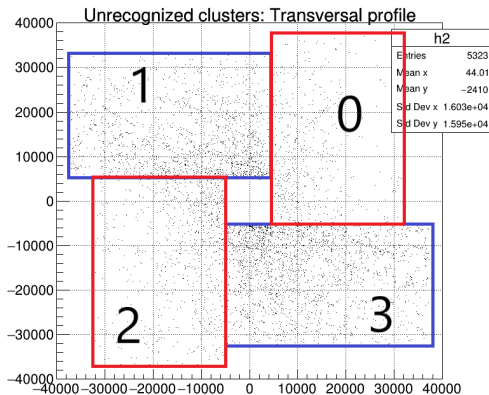 Unrecognized clusters: Transversal profile
h2
Entries 5323
Mean x 44.01
Mean y −2410
Std Dev x 1.603e+04
Std Dev y 1.595e+04
40000
30000
20000
10000
0
−10000
−20000
−30000
−40000
−40000 −30000 −20000 −10000 0 10000 20000 30000 40000
1
0
2
3